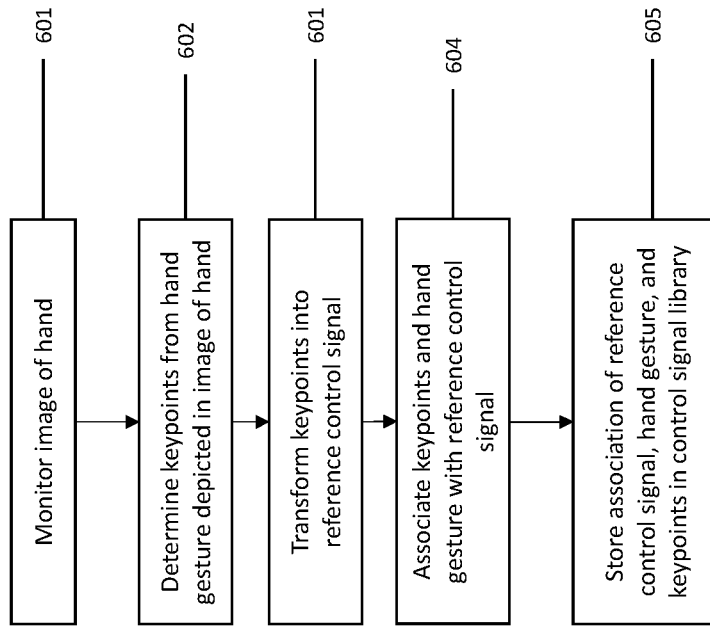 Monitor image of hand
601
Determine keypoints from hand
gesture depicted in image of hand
602
Transform keypoints into
reference control signal
601
Associate keypoints and hand
gesture with reference control
signal
604
Store association of reference
control signal, hand gesture, and
keypoints in control signal library
605